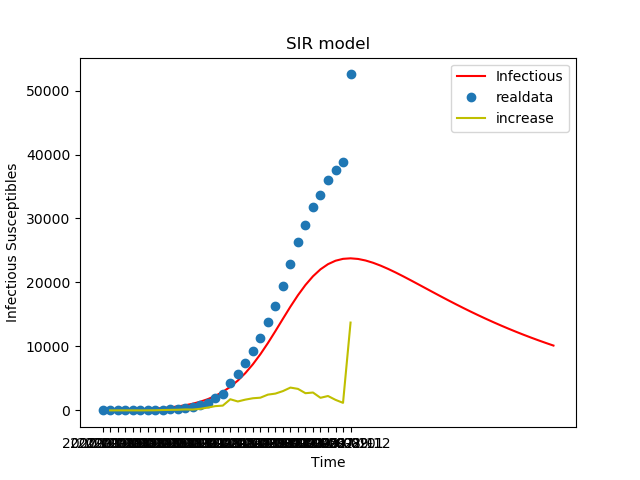 SIR model
Infectious
realdata
increase
50000
40000
30000
20000
10000
0
Infectious Susceptibles
Time